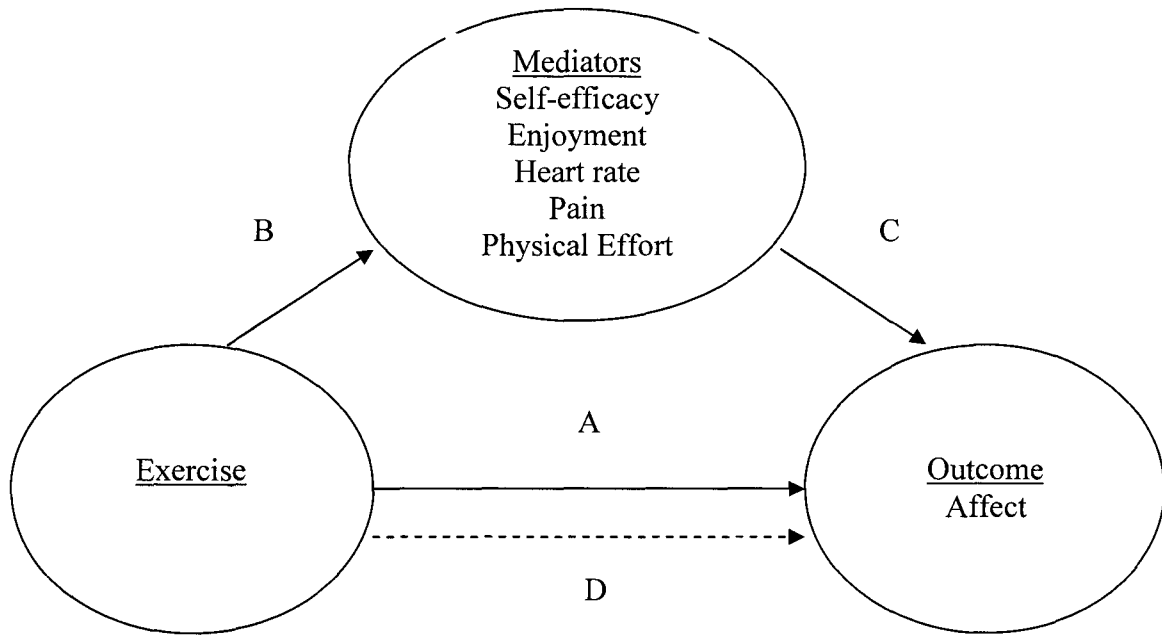 Mediators
Self-efficacy
Enjoyment
Heart rate
Pain
Physical Effort
B
C
A
Exercise
Outcome
Affect
D